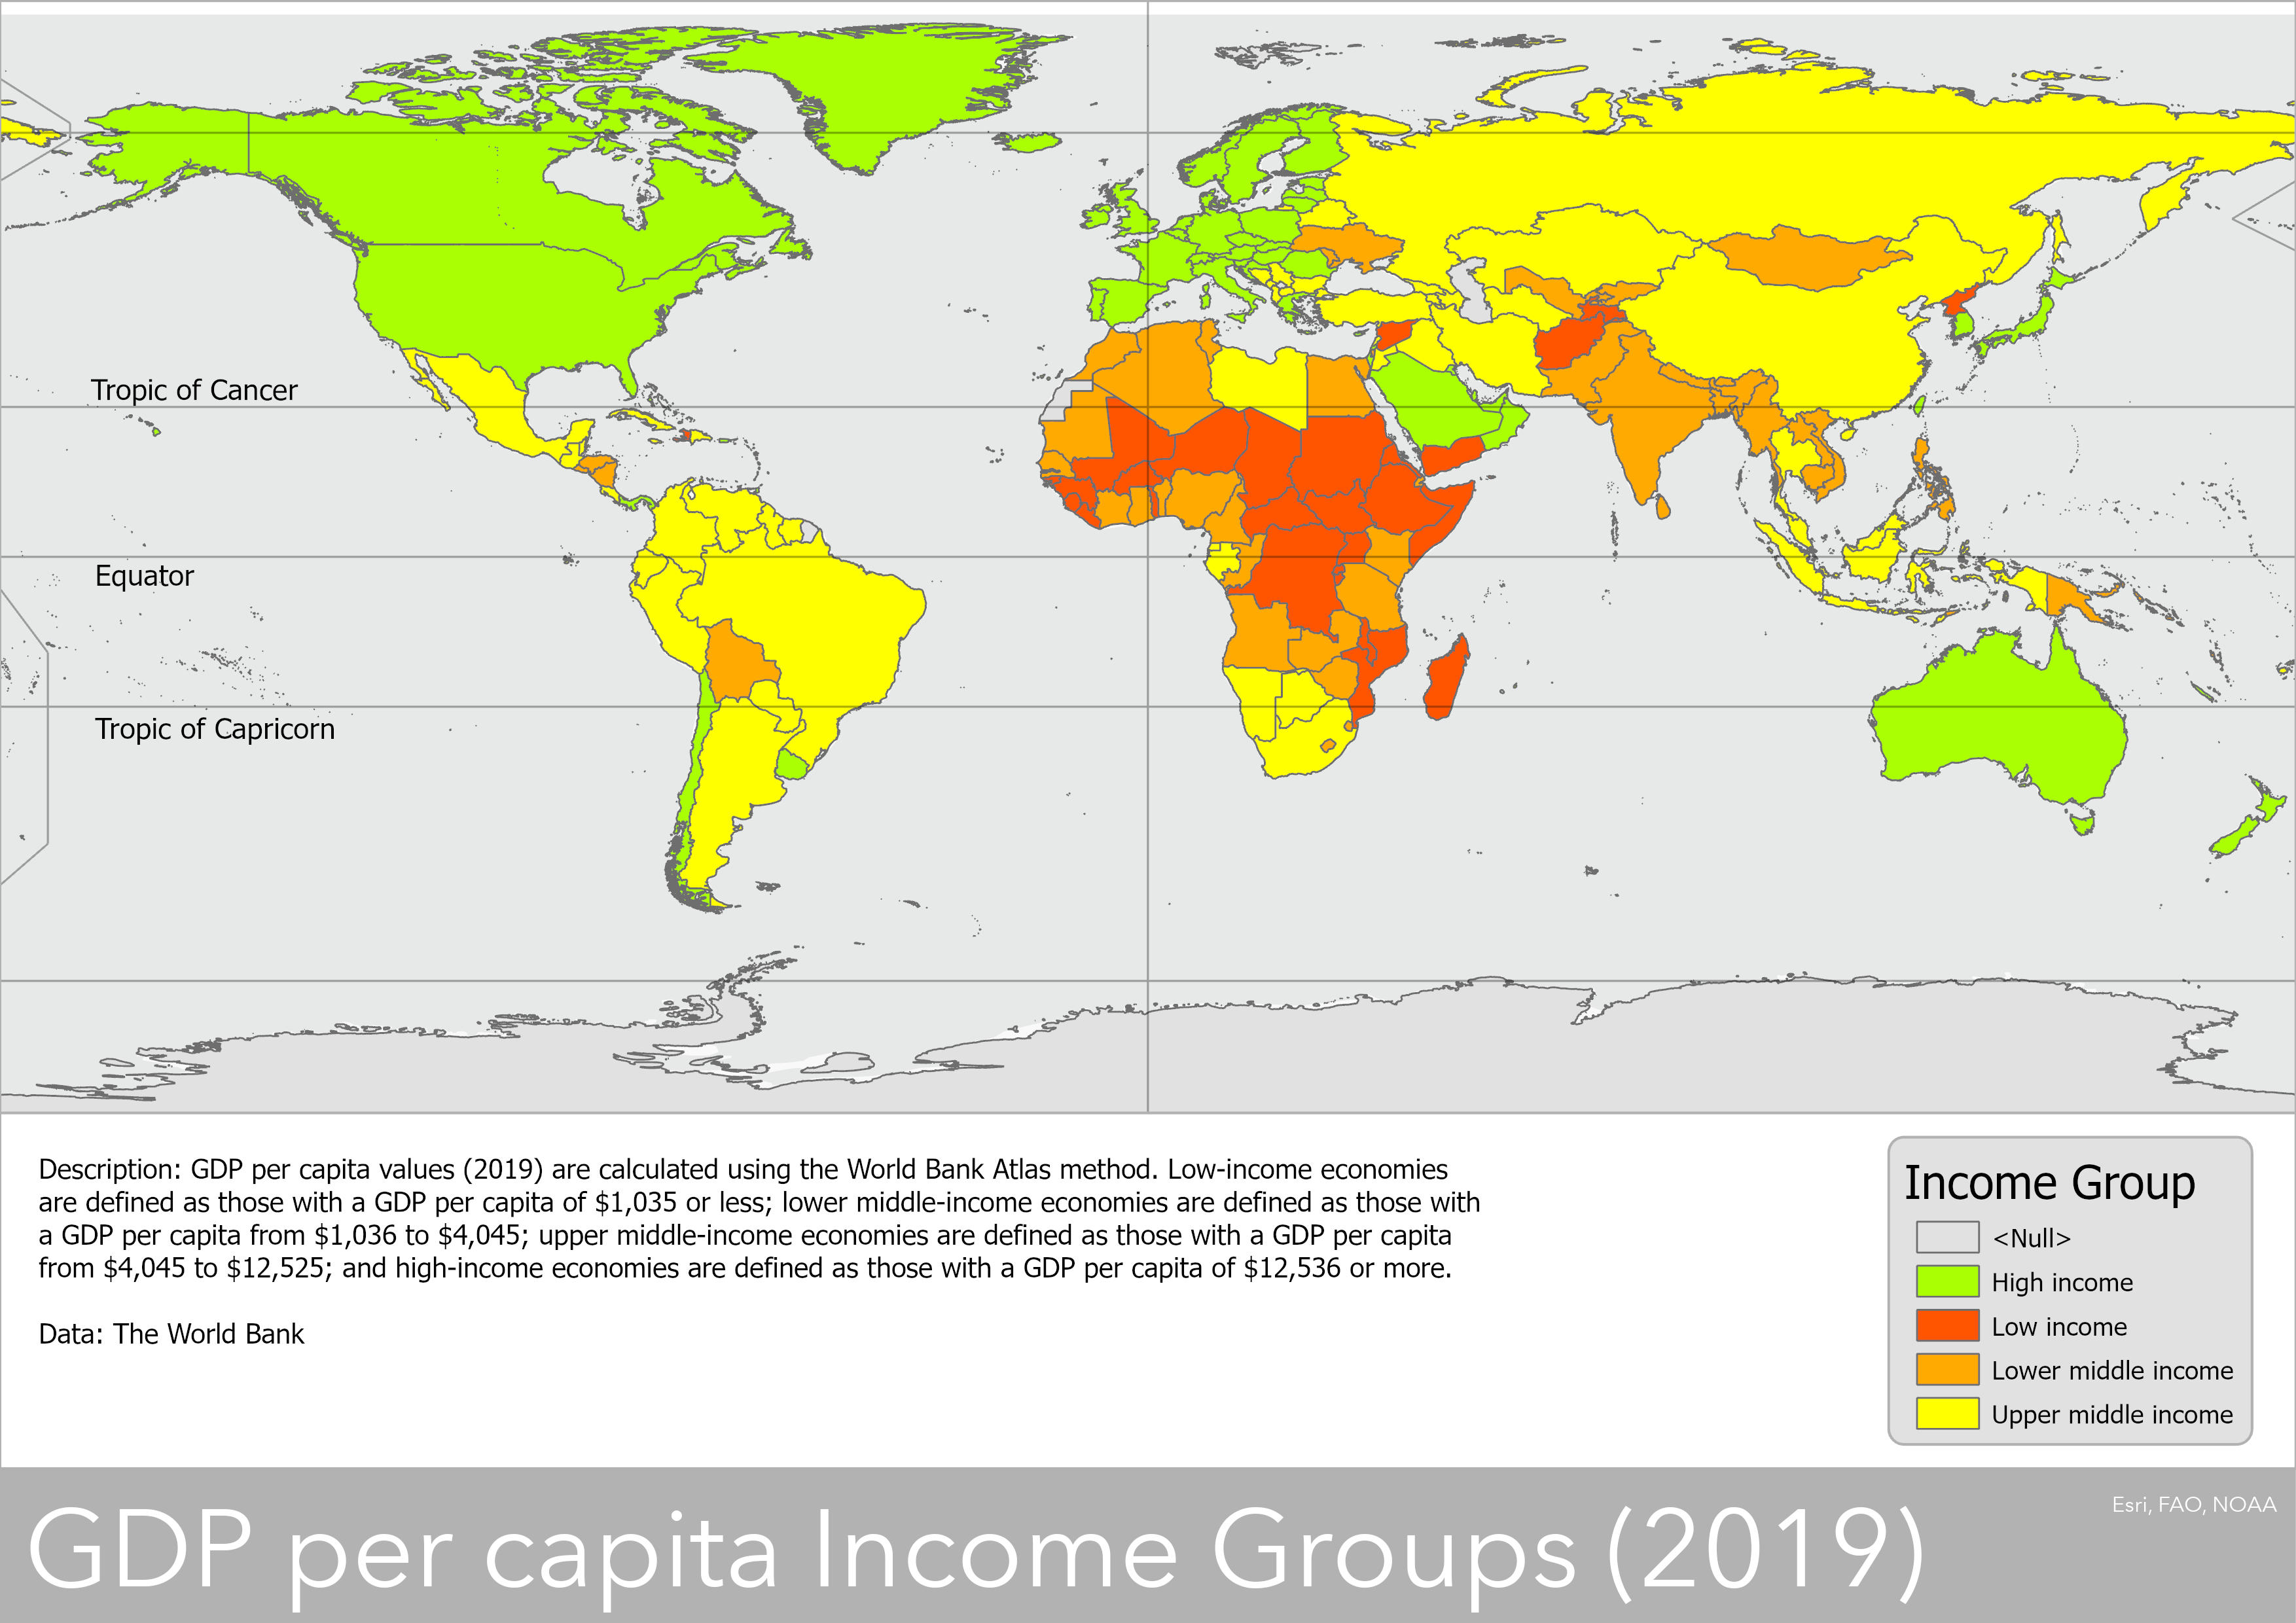 Tropic of Cancer
Equator
Tropic of Capricorn
Description: GDP per capita values (2019) are calculated using the World Bank Atlas method. Low-income economies
are defined as those with a GDP per capita of $1,035 or less; lower middle-income economies are defined as those with
a GDP per capita from $1,036 to $4,045; upper middle-income economies are defined as those with a GDP per capita
from $4,045 to $12,525; and high-income economies are defined as those with a GDP per capita of $12,536 or more.
Data: The World Bank
Income Group
<Null>
High income
Low income
Lower middle income
Upper middle income
GDP per capita Income Groups (2019)
Esri, FAO, NOAA